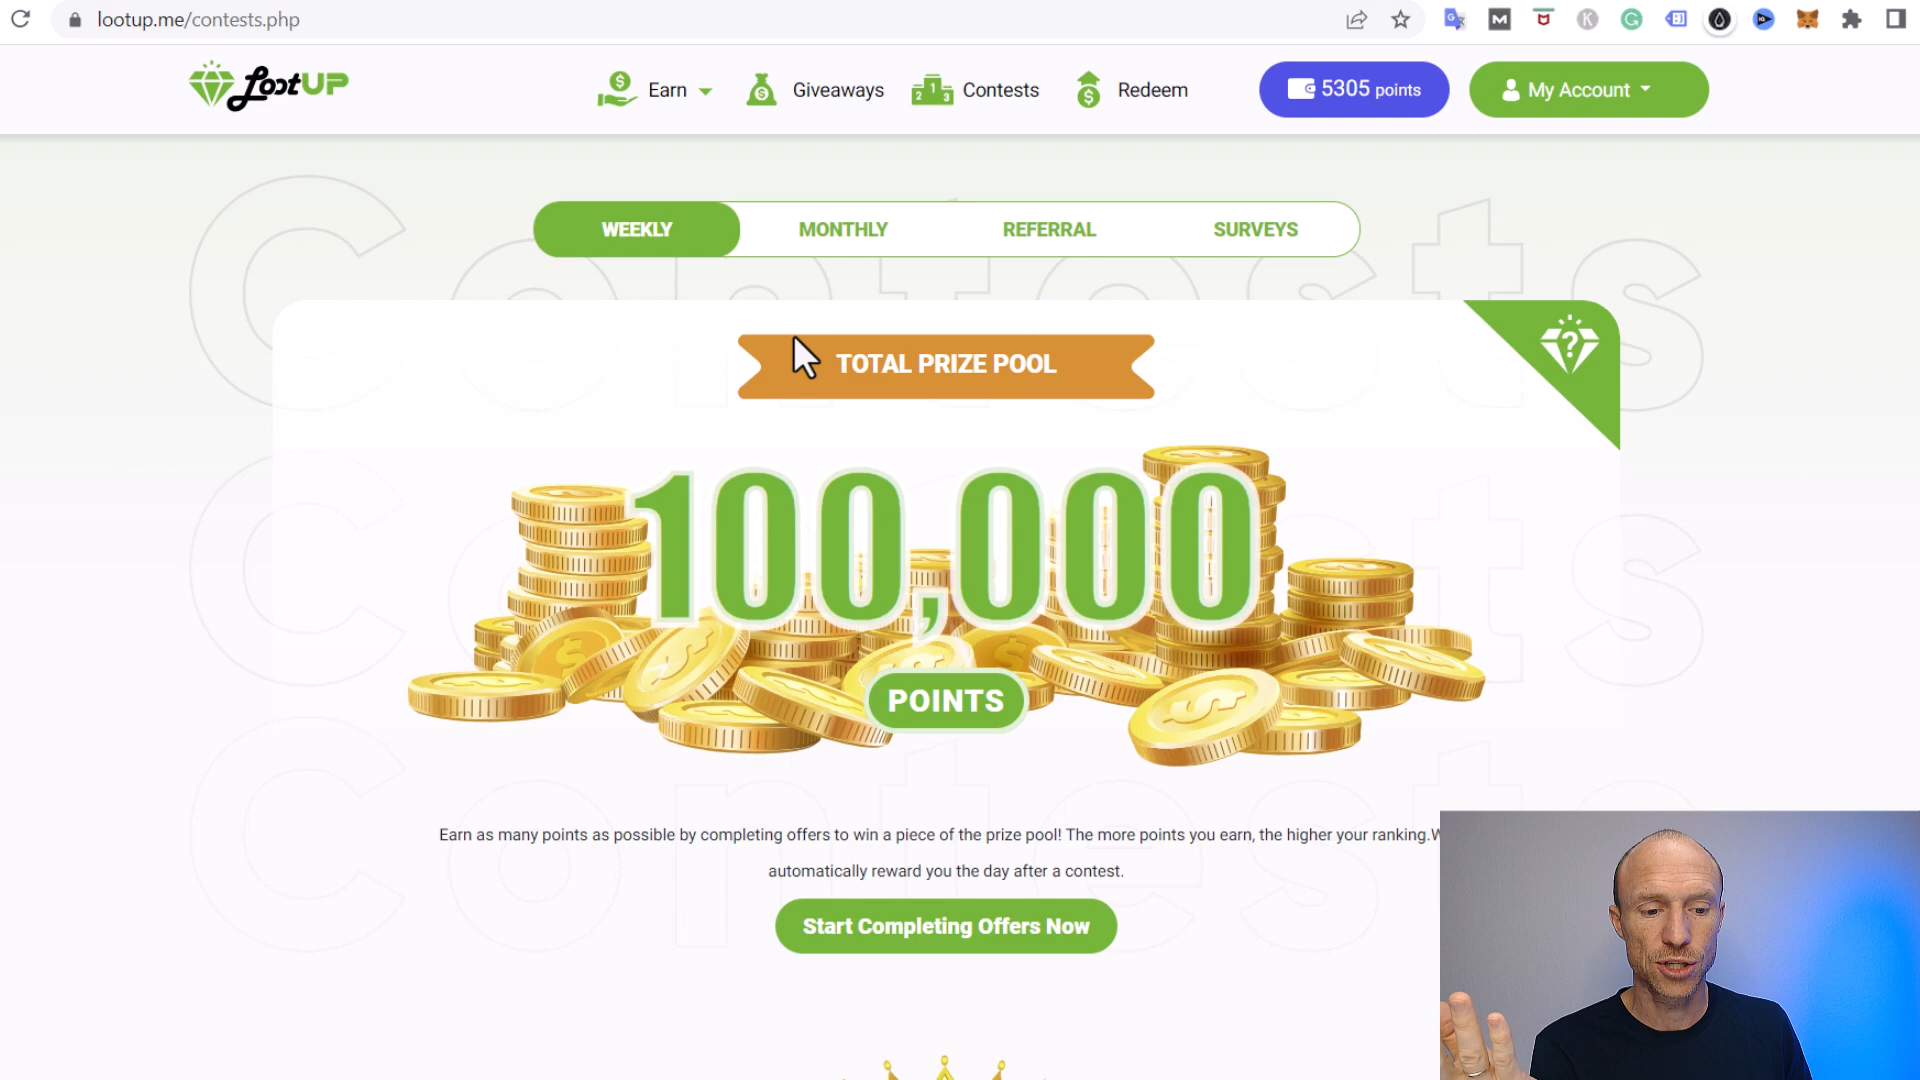 lootup.me/contests.php
LootUP
Earn
Giveaways
Contests
Redeem
5305 points
My Account
Contests
Contests
Contests
WEEKLY
MONTHLY
REFERRAL
SURVEYS
TOTAL PRIZE POOL
100,000
POINTS
Earn as many points as possible by completing offers to win a piece of the prize pool! The more points you earn, the higher your ranking.
automatically reward you the day after a contest.
Start Completing Offers Now